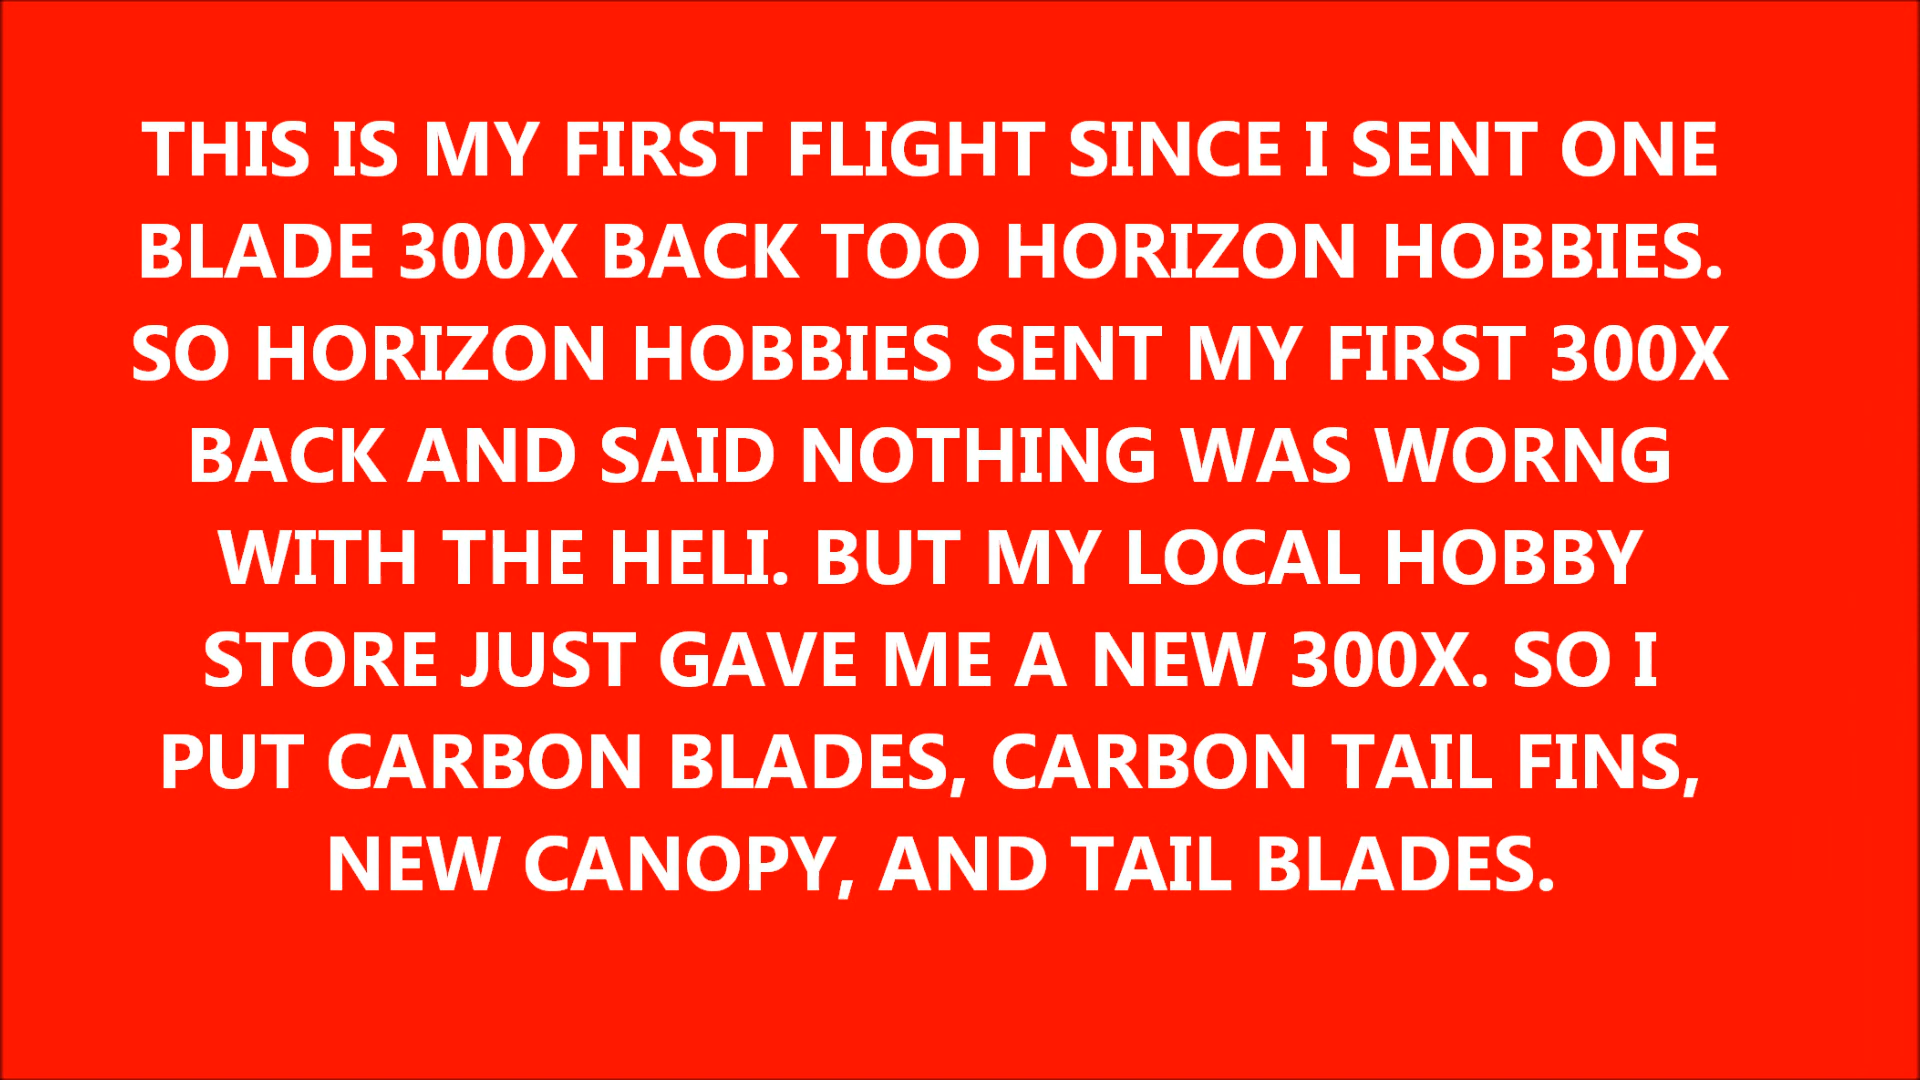 THIS IS MY FIRST FLIGHT SINCE I SENT ONE
BLADE 300X BACK TOO HORIZON HOBBIES.
SO HORIZON HOBBIES SENT MY FIRST 300X
BACK AND SAID NOTHING WAS WORNG
WITH THE HELI. BUT MY LOCAL HOBBY
STORE JUST GAVE ME A NEW 300X. SO I
PUT CARBON BLADES, CARBON TAIL FINS,
NEW CANOPY, AND TAIL BLADES.